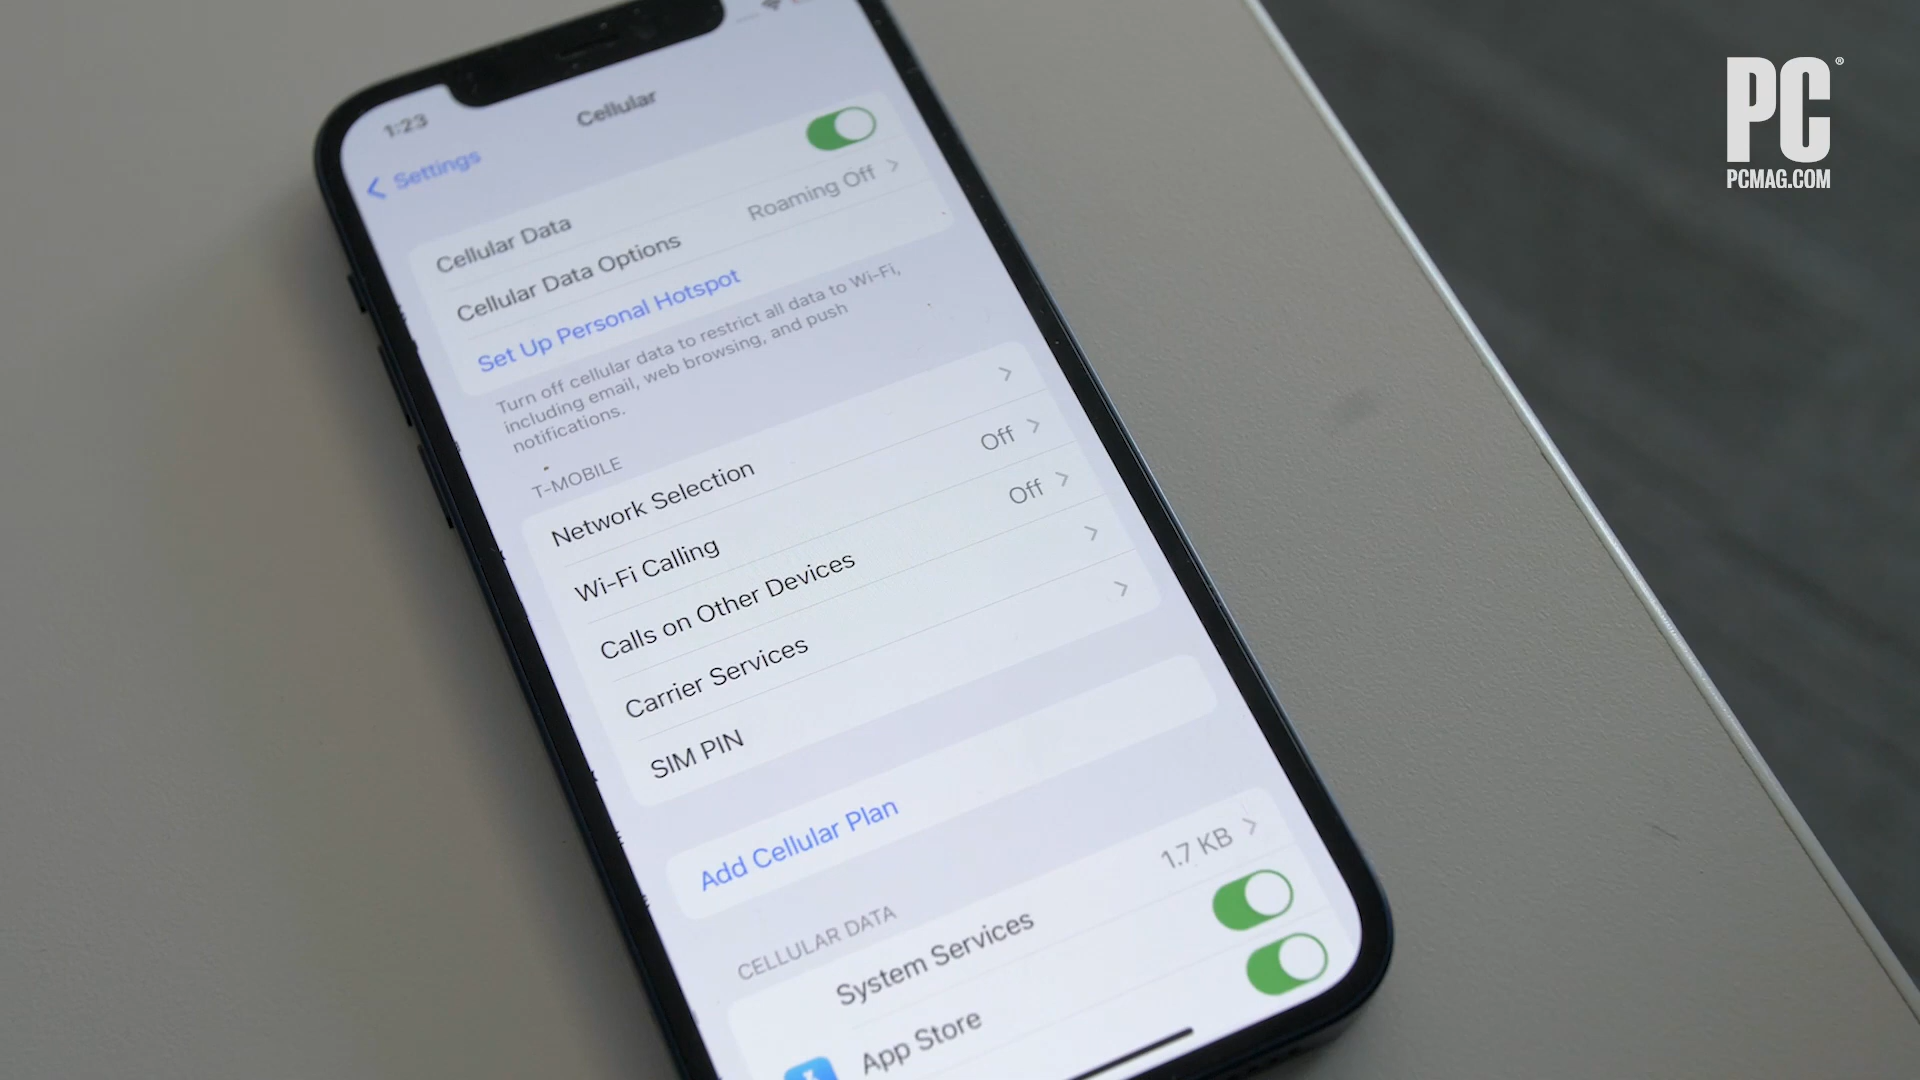 PC®
PCMAG.COM
1:23
Cellular
Settings
Cellular Data
Cellular Data Options Roaming Off
Set Up Personal Hotspot
Turn off cellular data to restrict all data to Wi-Fi,
including email, web browsing, and push
notifications.
T-MOBILE
Network Selection
Wi-Fi Calling Off
Calls on Other Devices Off
Carrier Services
SIM PIN
Add Cellular Plan
CELLULAR DATA
System Services 1.7 KB
App Store